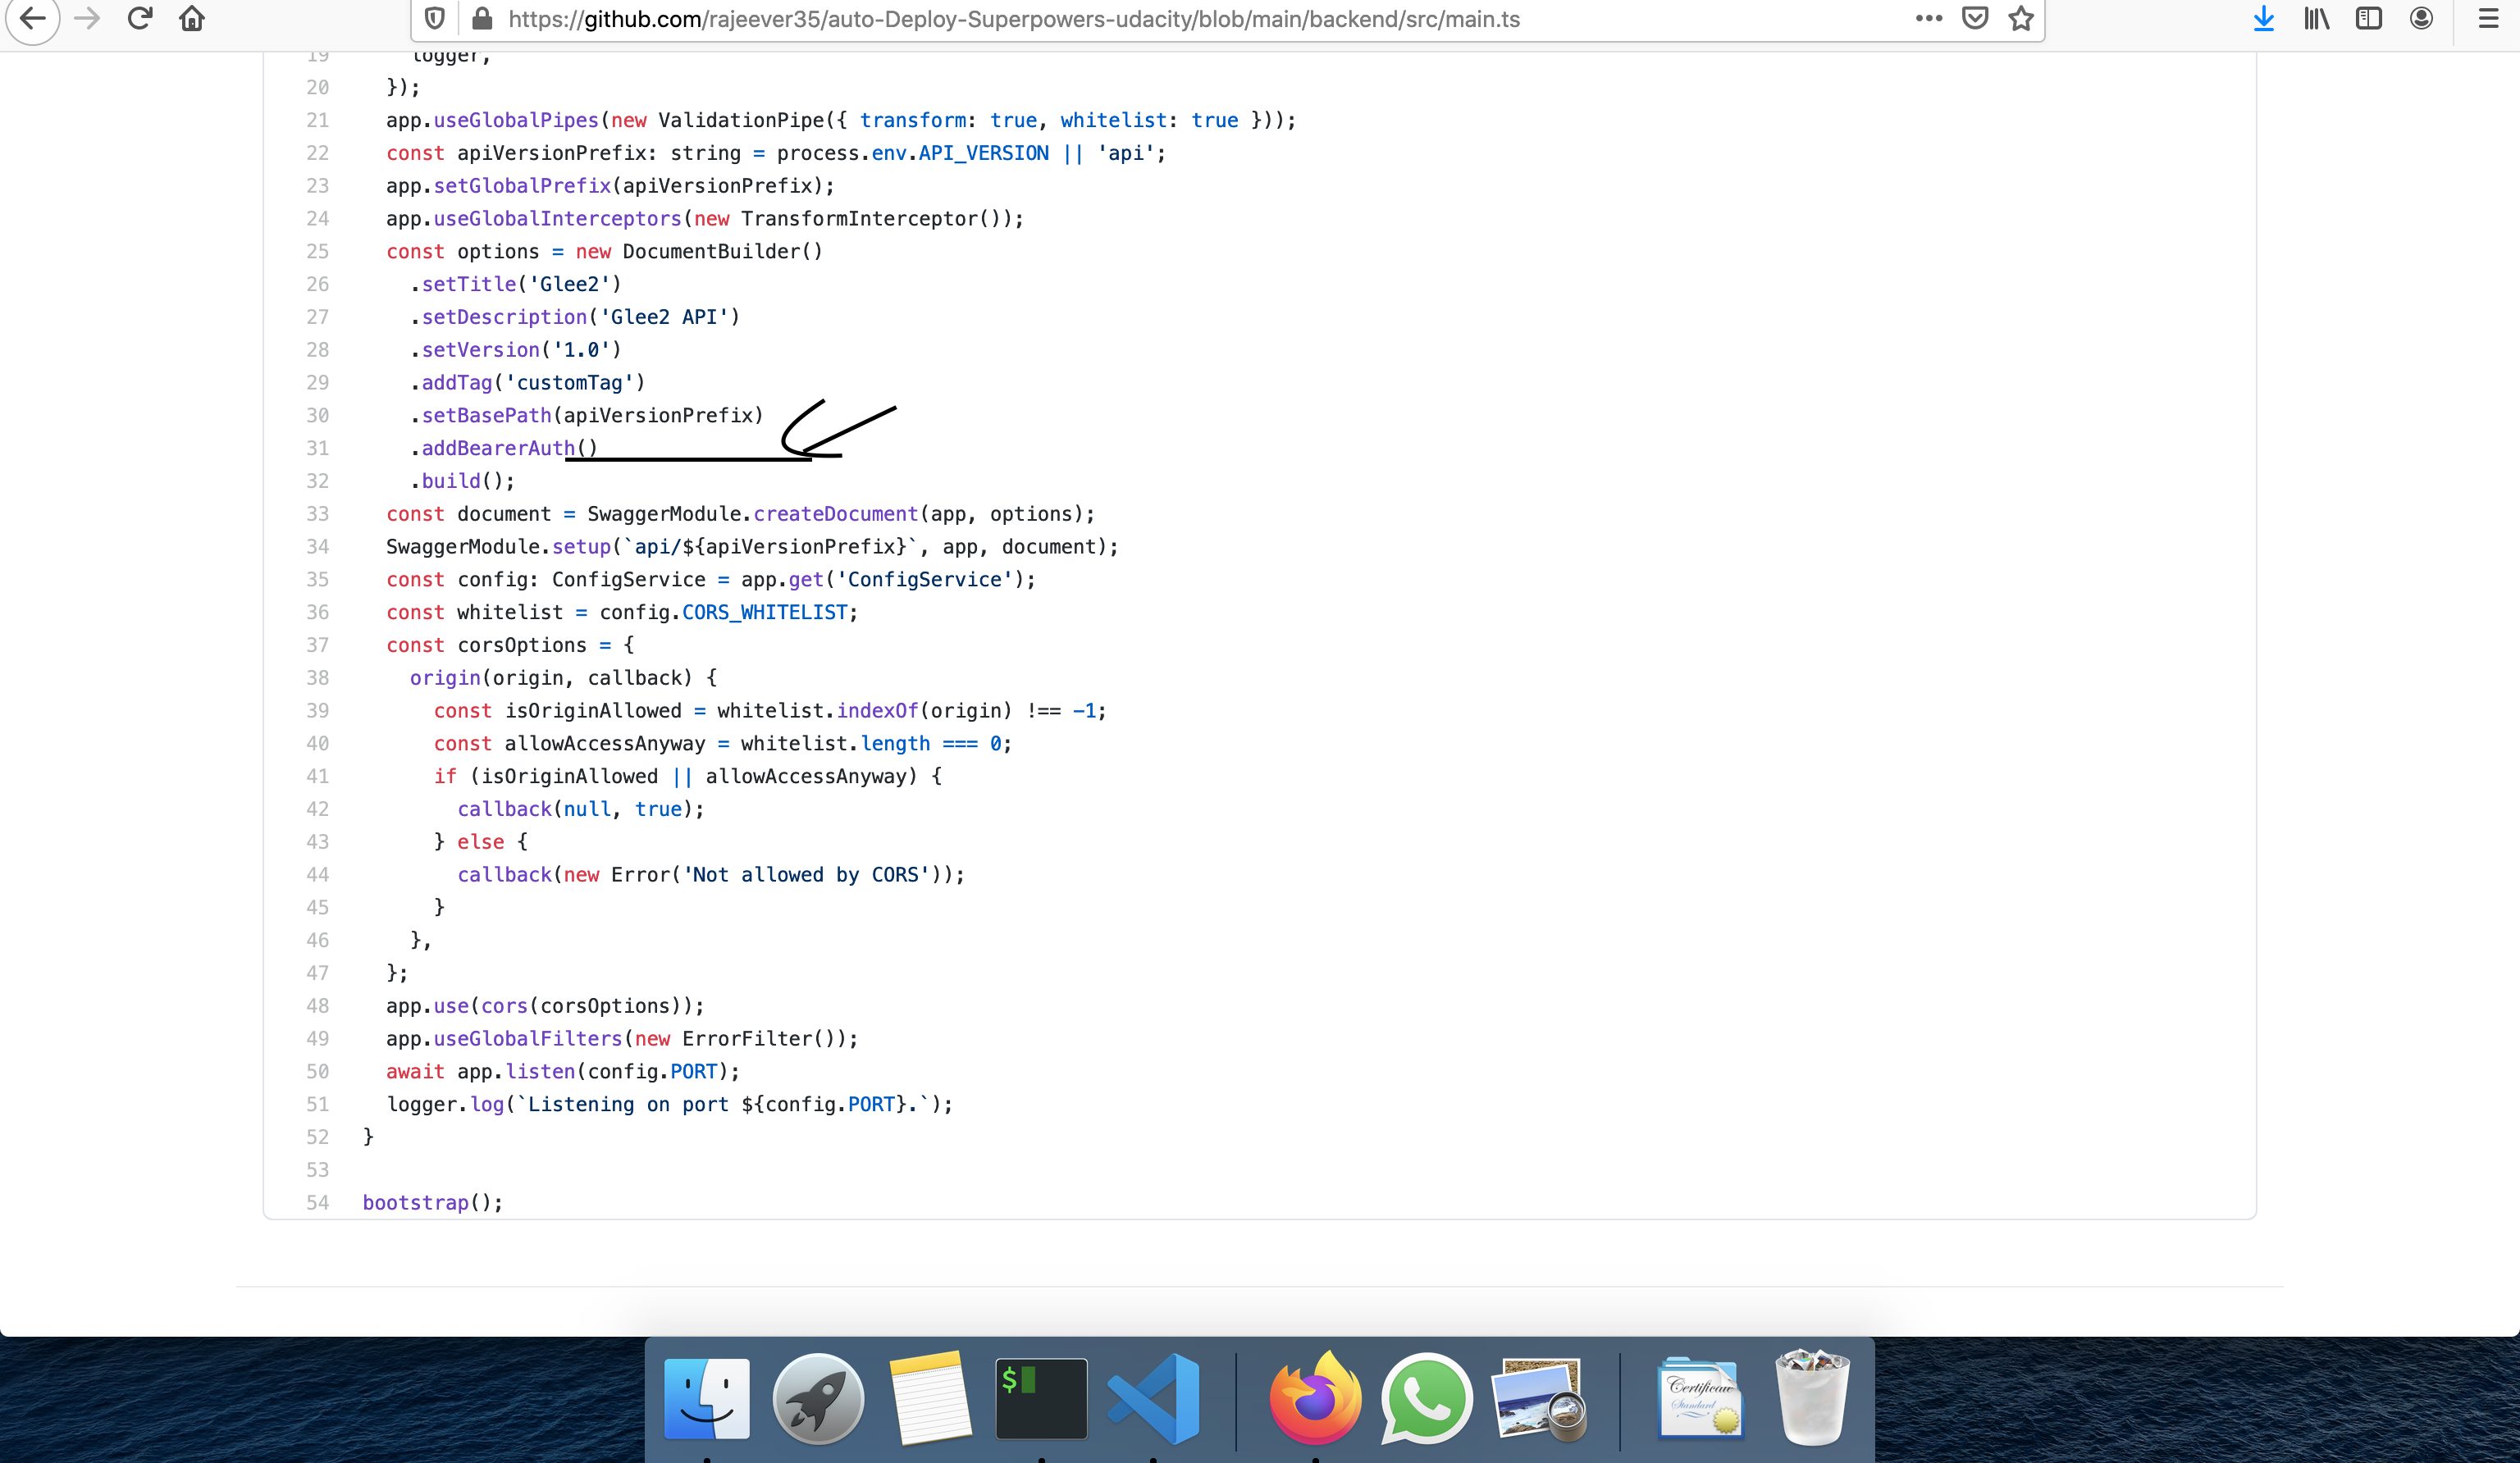 https://github.com/rajeever35/auto-Deploy-Superpowers-udacity/blob/main/backend/src/main.ts
19 logger,
20 });
21 app.useGlobalPipes(new ValidationPipe({ transform: true, whitelist: true }));
22 const apiVersionPrefix: string = process.env.API_VERSION || 'api';
23 app.setGlobalPrefix(apiVersionPrefix);
24 app.useGlobalInterceptors(new TransformInterceptor());
25 const options = new DocumentBuilder()
26 .setTitle('Glee2')
27 .setDescription('Glee2 API')
28 .setVersion('1.0')
29 .addTag('customTag')
30 .setBasePath(apiVersionPrefix)
31 .addBearerAuth()
32 .build();
33 const document = SwaggerModule.createDocument(app, options);
34 SwaggerModule.setup(`api/${apiVersionPrefix}`, app, document);
35 const config: ConfigService = app.get('ConfigService');
36 const whitelist = config.CORS_WHITELIST;
37 const corsOptions = {
38 origin(origin, callback) {
39 const isOriginAllowed = whitelist.indexOf(origin) !== -1;
40 const allowAccessAnyway = whitelist.length === 0;
41 if (isOriginAllowed || allowAccessAnyway) {
42 callback(null, true);
43 } else {
44 callback(new Error('Not allowed by CORS'));
45 }
46 },
47 };
48 app.use(cors(corsOptions));
49 app.useGlobalFilters(new ErrorFilter());
50 await app.listen(config.PORT);
51 logger.log(`Listening on port ${config.PORT}.`);
52 }
53
54 bootstrap();
$
Certificate
Standard